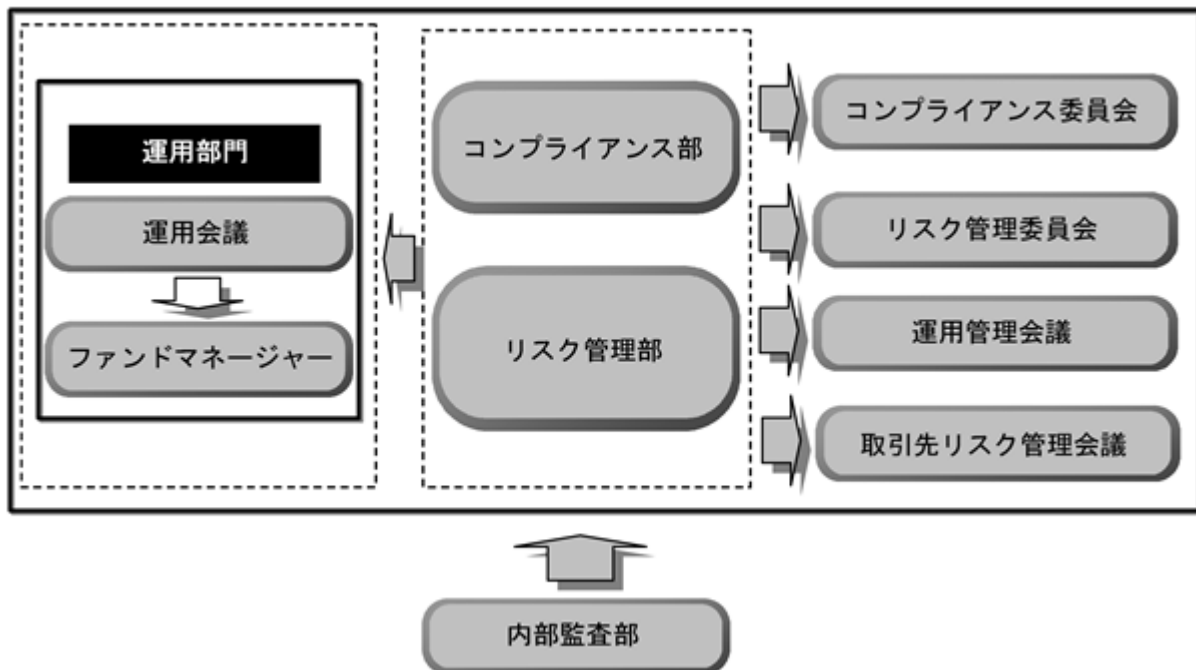 運用部門
運用会議
ファンドマネージャー
コンプライアンス部
リスク管理部
コンプライアンス委員会
リスク管理委員会
運用管理会議
取引先リスク管理会議
内部監査部